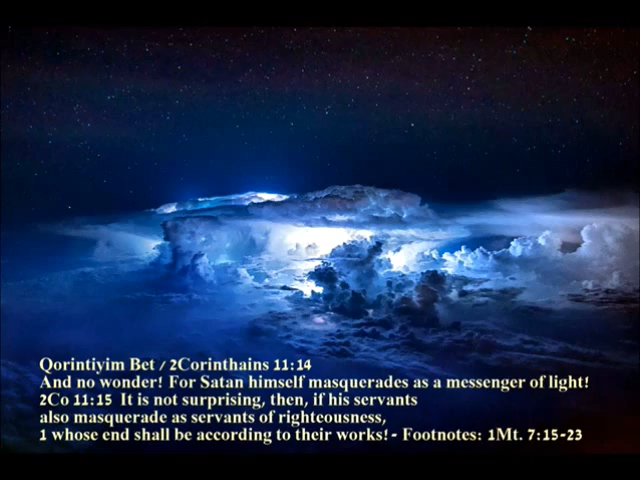 Qorintiyim Bet / 2Corinthains 11:14
And no wonder! For Satan himself masquerades as a messenger of light!
2Co 11:15 It is not surprising, then, if his servants
also masquerade as servants of righteousness,
1 whose end shall be according to their works! - Footnotes: 1Mt. 7:15-23